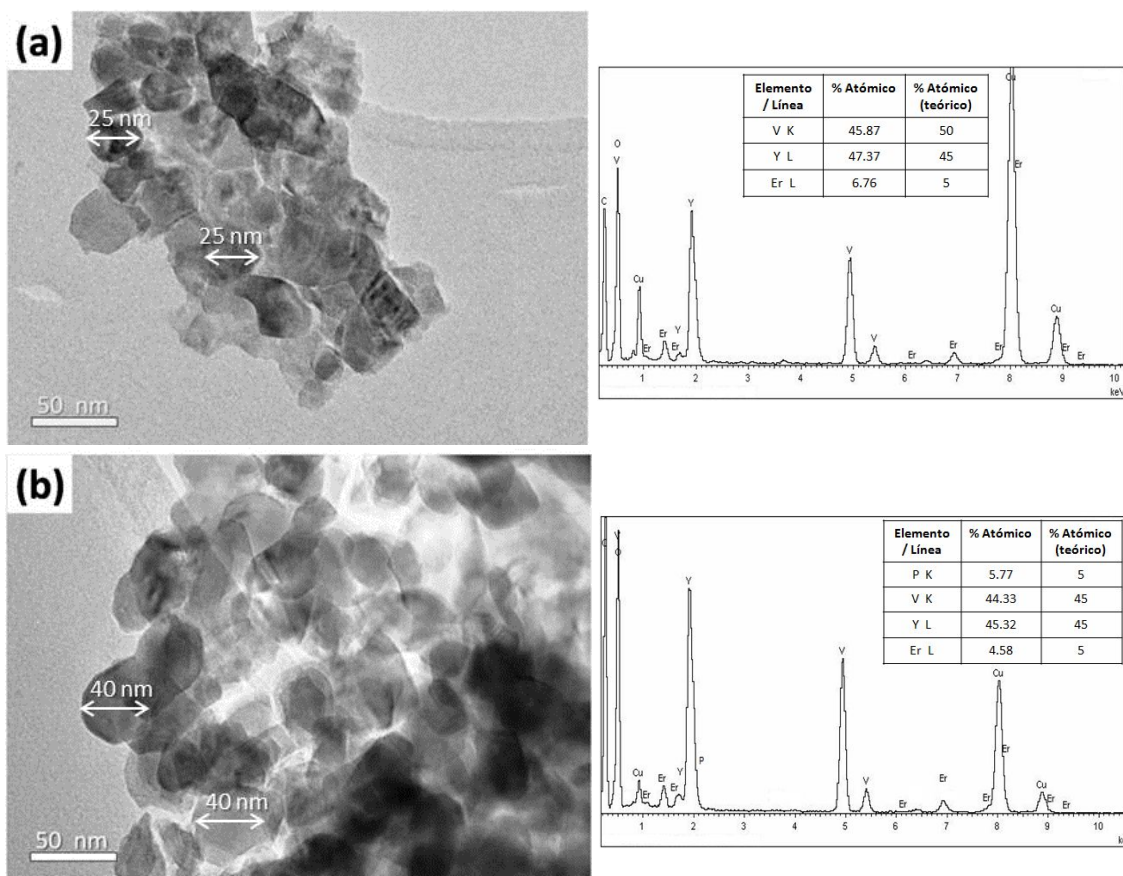 (a)
25 nm
25 nm
50 nm
Elemento / Línea % Atómico % Atómico (teórico)
V K 45.87 50
Y L 47.37 45
Er L 6.76 5
Cu
O
V
Er
C
Y
V
Cu
Cu
Er
Er
Er
Y
V
Er
Er
Er
Er
Er
1 2 3 4 5 6 7 8 9 10
keV
(b)
40 nm
40 nm
50 nm
Elemento / Línea % Atómico % Atómico (teórico)
P K 5.77 5
V K 44.33 45
Y L 45.32 45
Er L 4.58 5
V
O
Y
V
Cu
Er
Cu
Er
Er
Er
Y
P
V
Er
Er
Er
Cu
Er
Er
1 2 3 4 5 6 7 8 9 10